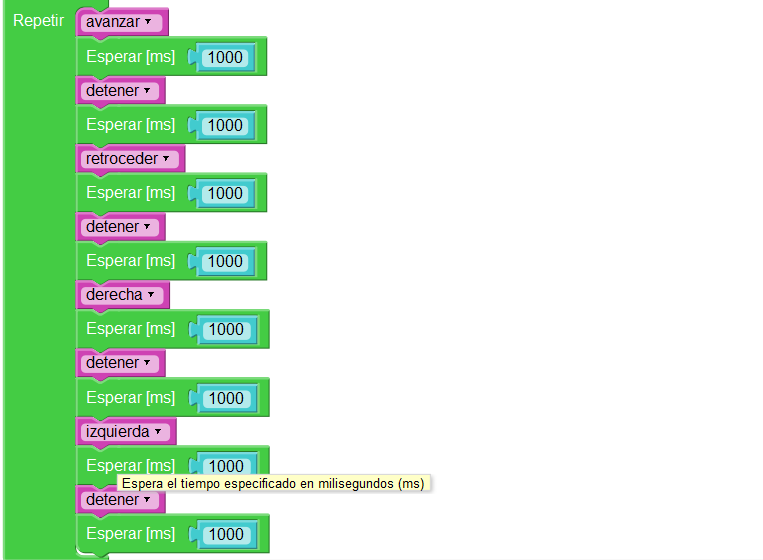 Repetir avanzar
Esperar [ms] 1000
detener
Esperar [ms] 1000
retroceder
Esperar [ms] 1000
detener
Esperar [ms] 1000
derecha
Esperar [ms] 1000
detener
Esperar [ms] 1000
izquierda
Esperar [ms] 1000
Espera el tiempo especificado en milisegundos (ms)
detener
Esperar [ms] 1000